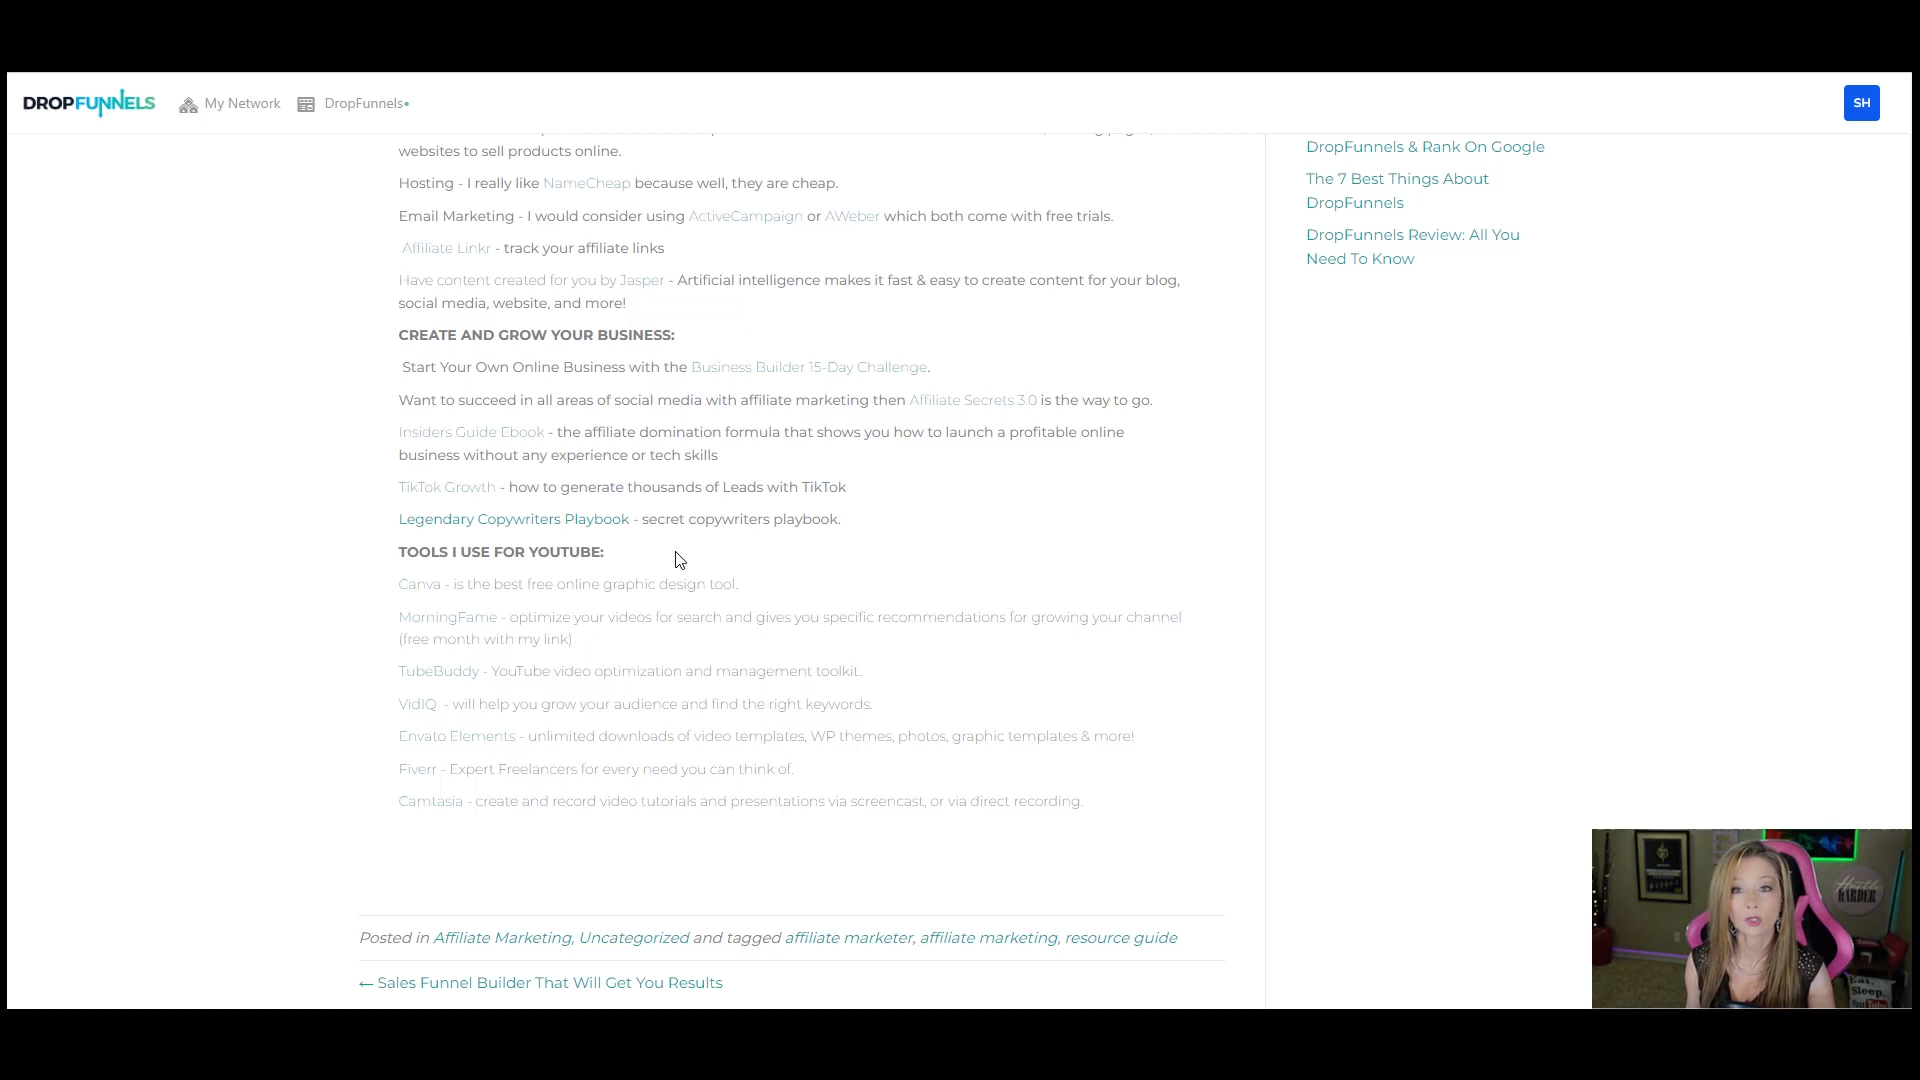 DROPFUNNELS
My Network
DropFunnels
SH
websites to sell products online.
Hosting - I really like NameCheap because well, they are cheap.
Email Marketing - I would consider using ActiveCampaign or AWeber which both come with free trials.
Affiliate Linkr - track your affiliate links
Have content created for you by Jasper - Artificial intelligence makes it fast & easy to create content for your blog,
social media, website, and more!
CREATE AND GROW YOUR BUSINESS:
Start Your Own Online Business with the Business Builder 15-Day Challenge.
Want to succeed in all areas of social media with affiliate marketing then Affiliate Secrets 3.0 is the way to go.
Insiders Guide Ebook - the affiliate domination formula that shows you how to launch a profitable online
business without any experience or tech skills
TikTok Growth - how to generate thousands of Leads with TikTok
Legendary Copywriters Playbook - secret copywriters playbook.
TOOLS I USE FOR YOUTUBE:
Canva - is the best free online graphic design tool.
MorningFame - optimize your videos for search and gives you specific recommendations for growing your channel
(free month with my link)
TubeBuddy - YouTube video optimization and management toolkit.
VidIQ - will help you grow your audience and find the right keywords.
Envato Elements - unlimited downloads of video templates, WP themes, photos, graphic templates & more!
Fiverr - Expert Freelancers for every need you can think of.
Camtasia - create and record video tutorials and presentations via screencast, or via direct recording.
Posted in Affiliate Marketing, Uncategorized and tagged affiliate marketer, affiliate marketing, resource guide
← Sales Funnel Builder That Will Get You Results
DropFunnels & Rank On Google
The 7 Best Things About
DropFunnels
DropFunnels Review: All You
Need To Know
Hustle
HARDER
Eat,
Sleep,
YouTube